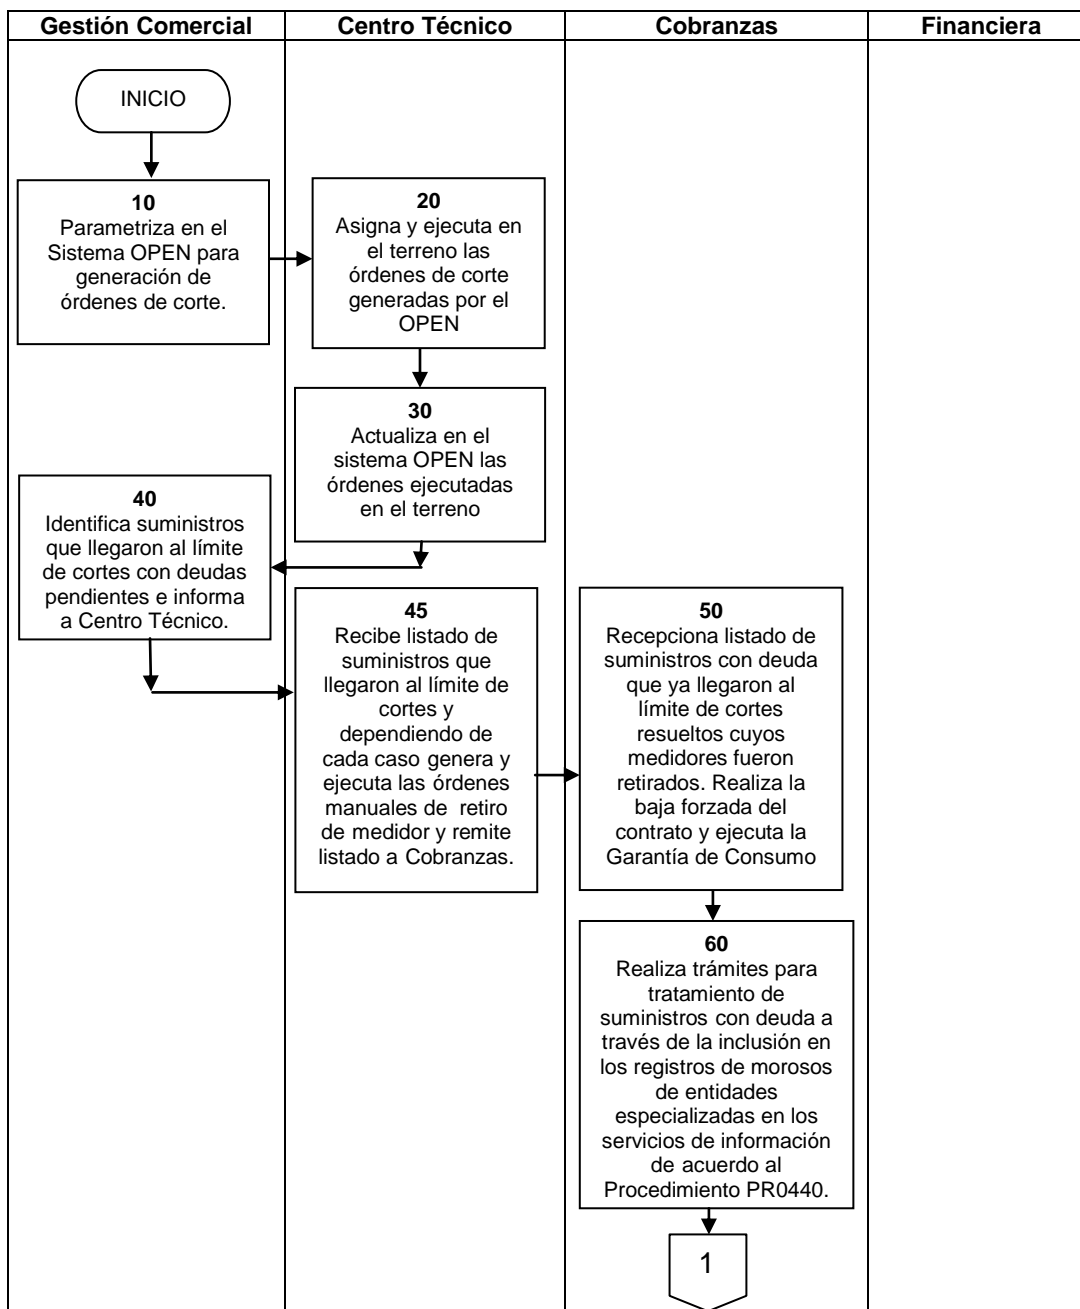 Gestión Comercial
Centro Técnico
Cobranzas
Financiera
INICIO
10
Parametriza en el
Sistema OPEN para
generación de
órdenes de corte.
20
Asigna y ejecuta en
el terreno las
órdenes de corte
generadas por el
OPEN
30
Actualiza en el
sistema OPEN las
órdenes ejecutadas
en el terreno
40
Identifica suministros
que llegaron al límite
de cortes con deudas
pendientes e informa
a Centro Técnico.
45
Recibe listado de
suministros que
llegaron al límite de
cortes y
dependiendo de
cada caso genera y
ejecuta las órdenes
manuales de retiro
de medidor y remite
listado a Cobranzas.
50
Recepciona listado de
suministros con deuda
que ya llegaron al
límite de cortes
resueltos cuyos
medidores fueron
retirados. Realiza la
baja forzada del
contrato y ejecuta la
Garantía de Consumo
60
Realiza trámites para
tratamiento de
suministros con deuda a
través de la inclusión en
los registros de morosos
de entidades
especializadas en los
servicios de información
de acuerdo al
Procedimiento PR0440.
1